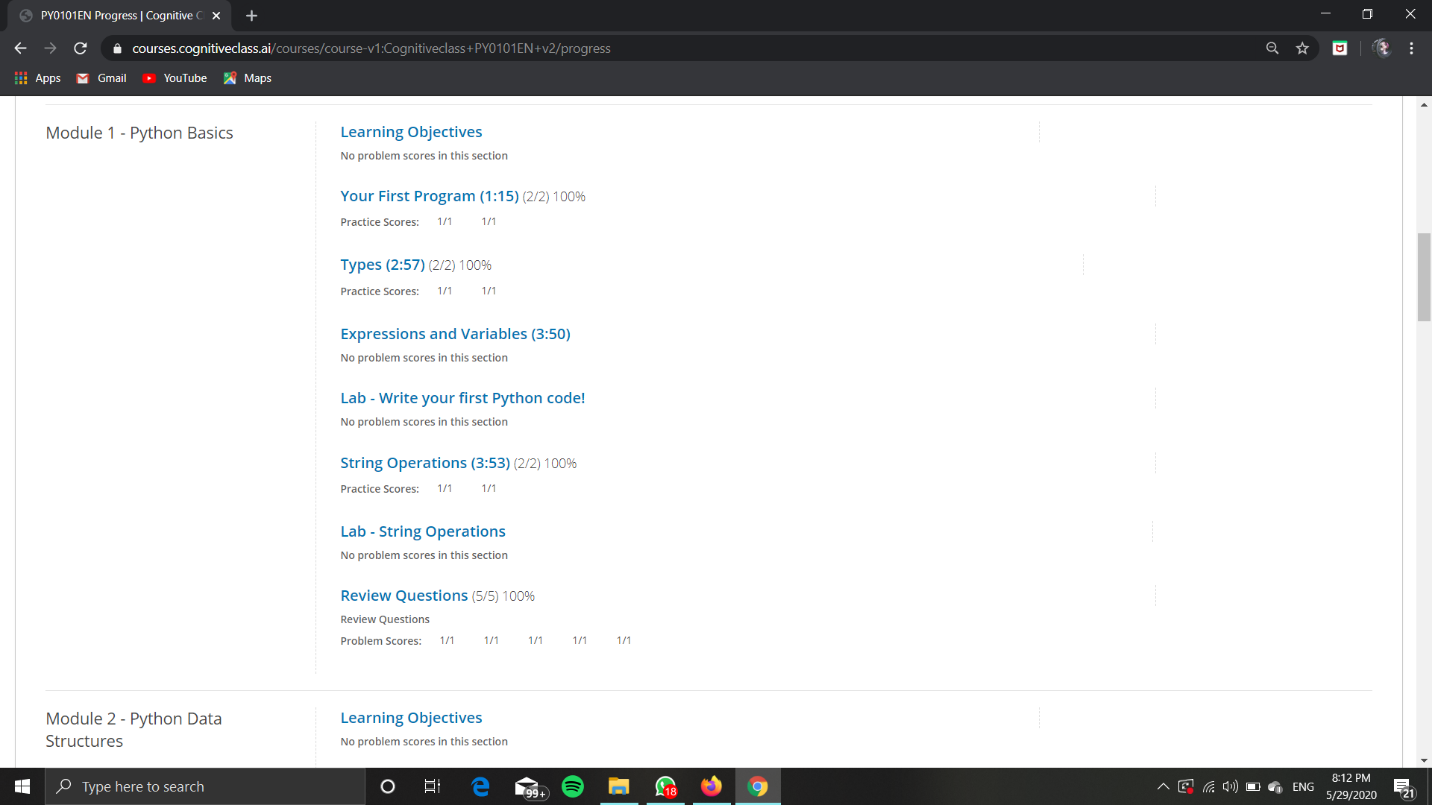 PY0101EN Progress | Cognitive C
courses.cognitiveclass.ai/courses/course-v1:Cognitiveclass+PY0101EN+v2/progress
Apps Gmail YouTube Maps
Module 1 - Python Basics
Learning Objectives
No problem scores in this section
Your First Program (1:15) (2/2) 100%
Practice Scores: 1/1 1/1
Types (2:57) (2/2) 100%
Practice Scores: 1/1 1/1
Expressions and Variables (3:50)
No problem scores in this section
Lab - Write your first Python code!
No problem scores in this section
String Operations (3:53) (2/2) 100%
Practice Scores: 1/1 1/1
Lab - String Operations
No problem scores in this section
Review Questions (5/5) 100%
Review Questions
Problem Scores: 1/1 1/1 1/1 1/1 1/1
Module 2 - Python Data
Structures
Learning Objectives
No problem scores in this section
Type here to search
99+
18
ENG
8:12 PM
5/29/2020
21